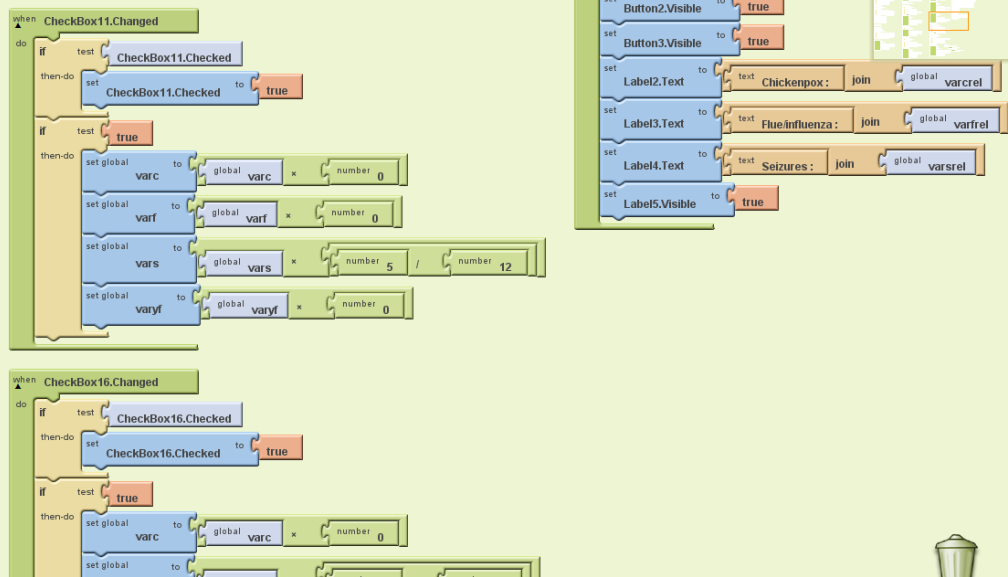 when CheckBox11.Changed
do
if test CheckBox11.Checked
then-do set CheckBox11.Checked to true
if test true
then-do set global varc to global varc × number 0
set global varf to global varf × number 0
set global vars to global vars × number 5 / number 12
set global varyf to global varyf × number 0
when CheckBox16.Changed
do
if test CheckBox16.Checked
then-do set CheckBox16.Checked to true
if test true
then-do set global varc to global varc × number 0
set global to
Button2.Visible to true
set Button3.Visible to true
set Label2.Text to text Chickenpox : join global varcrel
set Label3.Text to text Flue/influenza : join global varfrel
set Label4.Text to text Seizures : join global varsrel
set Label5.Visible to true